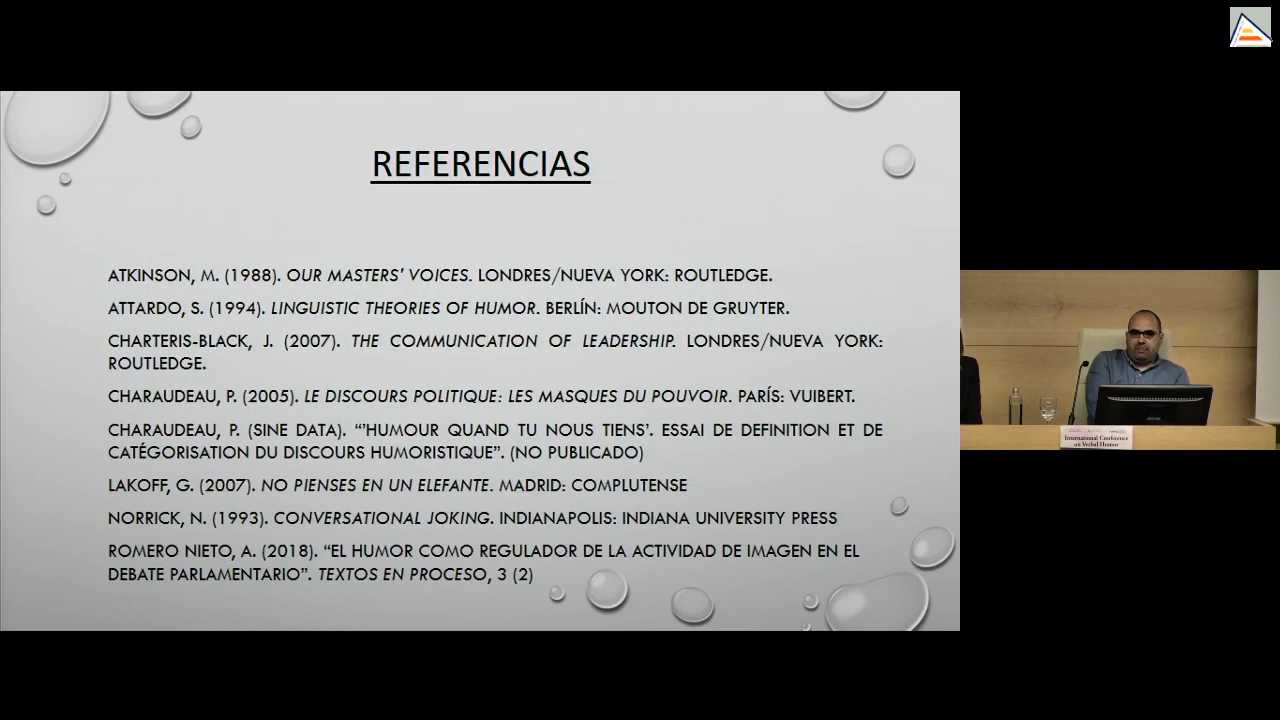 REFERENCIAS
ATKINSON, M. (1988). OUR MASTERS' VOICES. LONDRES/NUEVA YORK: ROUTLEDGE.
ATTARDO, S. (1994). LINGUISTIC THEORIES OF HUMOR. BERLÍN: MOUTON DE GRUYTER.
CHARTERIS-BLACK, J. (2007). THE COMMUNICATION OF LEADERSHIP. LONDRES/NUEVA YORK:
ROUTLEDGE.
CHARAUDEAU, P. (2005). LE DISCOURS POLITIQUE: LES MASQUES DU POUVOIR. PARÍS: VUIBERT.
CHARAUDEAU, P. (SINE DATA). “’HUMOUR QUAND TU NOUS TIENS’. ESSAI DE DEFINITION ET DE
CATÉGORISATION DU DISCOURS HUMORISTIQUE”. (NO PUBLICADO)
LAKOFF, G. (2007). NO PIENSES EN UN ELEFANTE. MADRID: COMPLUTENSE
NORRICK, N. (1993). CONVERSATIONAL JOKING. INDIANAPOLIS: INDIANA UNIVERSITY PRESS
ROMERO NIETO, A. (2018). “EL HUMOR COMO REGULADOR DE LA ACTIVIDAD DE IMAGEN EN EL
DEBATE PARLAMENTARIO”. TEXTOS EN PROCESO, 3 (2)
International Conference
on Verbal Humor